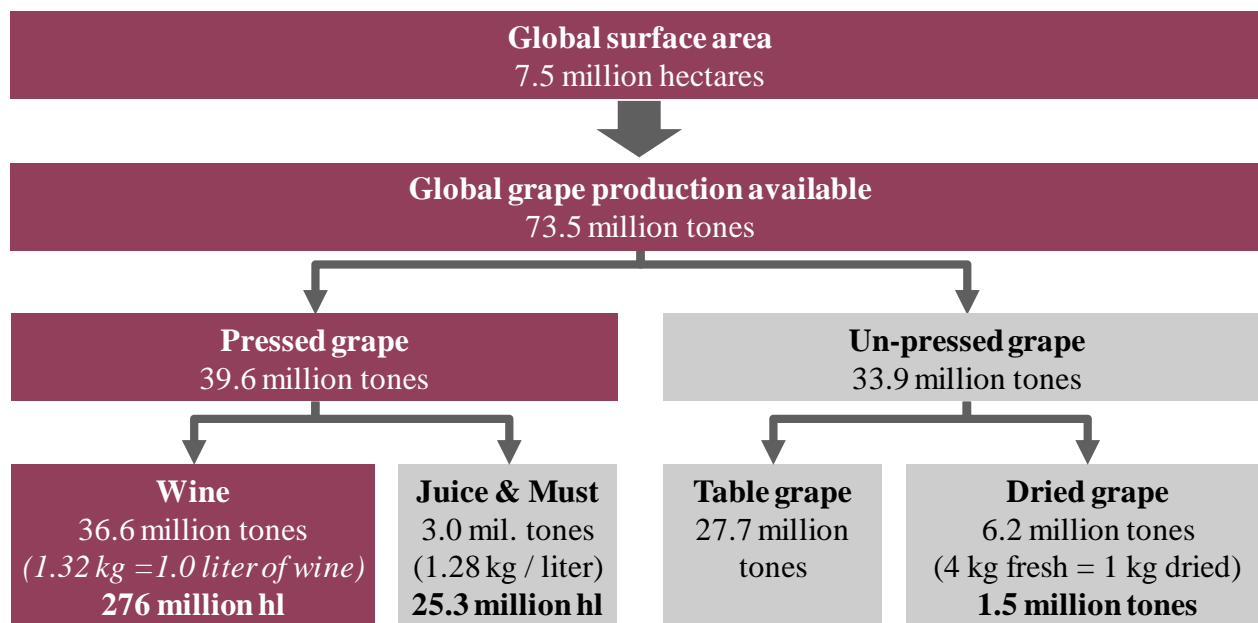 Global surface area
7.5 million hectares
Global grape production available
73.5 million tones
Pressed grape
39.6 million tones
Un-pressed grape
33.9 million tones
Wine
36.6 million tones
(1.32 kg =1.0 liter of wine)
276 million hl
Juice & Must
3.0 mil. tones
(1.28 kg / liter)
25.3 million hl
Table grape
27.7 million
tones
Dried grape
6.2 million tones
(4 kg fresh = 1 kg dried)
1.5 million tones